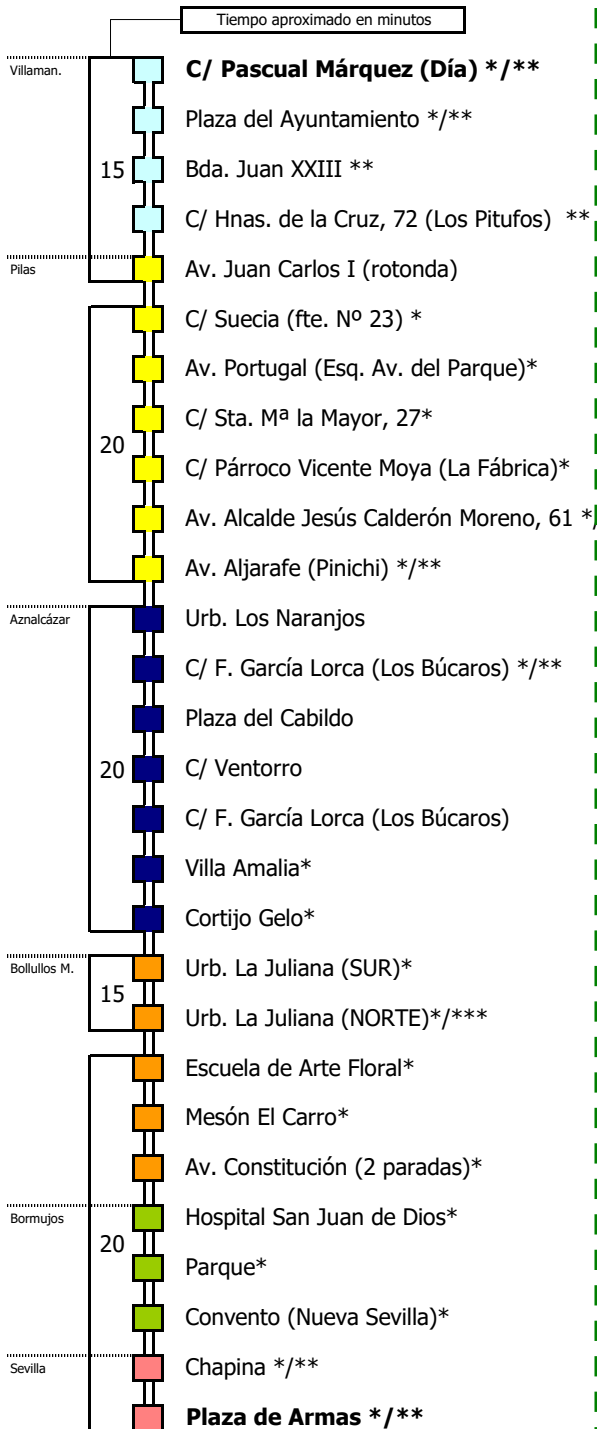 Tiempo aproximado en minutos
Villaman.
C/ Pascual Márquez (Día) */**
Plaza del Ayuntamiento */**
15
Bda. Juan XXIII **
C/ Hnas. de la Cruz, 72 (Los Pitufos) **
Pilas
Av. Juan Carlos I (rotonda)
C/ Suecia (fte. Nº 23) *
Av. Portugal (Esq. Av. del Parque)*
C/ Sta. Mª la Mayor, 27*
20
C/ Párroco Vicente Moya (La Fábrica)*
Av. Alcalde Jesús Calderón Moreno, 61 */
Av. Aljarafe (Pinichi) */**
Aznalcázar
Urb. Los Naranjos
C/ F. García Lorca (Los Búcaros) */**
Plaza del Cabildo
20
C/ Ventorro
C/ F. García Lorca (Los Búcaros)
Villa Amalia*
Cortijo Gelo*
Bollullos M.
Urb. La Juliana (SUR)*
15
Urb. La Juliana (NORTE)*/***
Escuela de Arte Floral*
Mesón El Carro*
Av. Constitución (2 paradas)*
Bormujos
Hospital San Juan de Dios*
20
Parque*
Convento (Nueva Sevilla)*
Sevilla
Chapina */**
Plaza de Armas */**